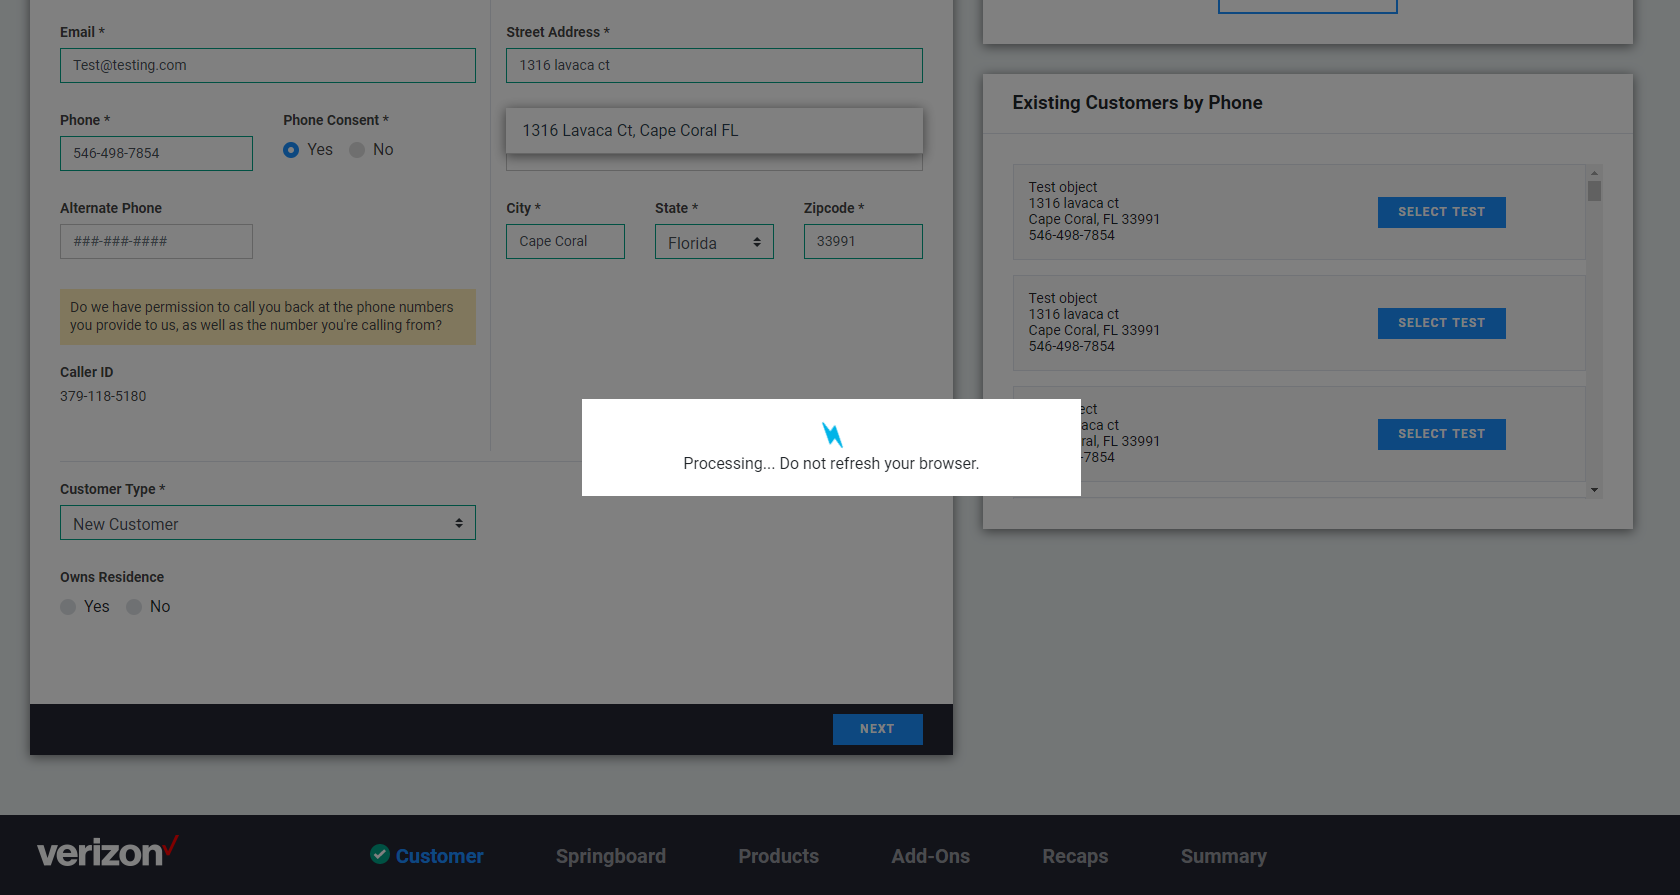 Email *
Test@testing.com
Phone *
Phone Consent *
546-498-7854
Yes
No
Alternate Phone
###-###-####
Do we have permission to call you back at the phone numbers
you provide to us, as well as the number you're calling from?
Caller ID
379-118-5180
Street Address *
1316 lavaca ct
1316 Lavaca Ct, Cape Coral FL
City *
State *
Zipcode *
Cape Coral
Florida
33991
Customer Type *
New Customer
Owns Residence
Yes
No
NEXT
Processing... Do not refresh your browser.
Existing Customers by Phone
Test object
1316 lavaca ct
Cape Coral, FL 33991
546-498-7854
SELECT TEST
Test object
1316 lavaca ct
Cape Coral, FL 33991
546-498-7854
SELECT TEST
ect
aca ct
ral, FL 33991
-7854
SELECT TEST
verizon
Customer
Springboard
Products
Add-Ons
Recaps
Summary